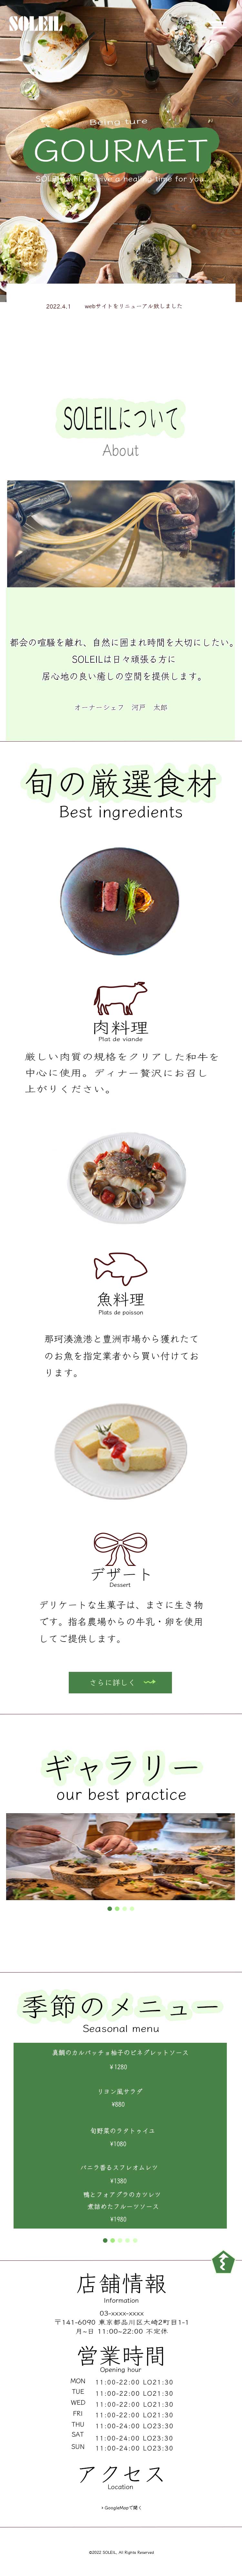 SOLEIL
Being ture
GOURMET
2022.4.1 webサイトをリニューアル致しました
SOLEILについて
About
都会の喧騒を離れ、自然に囲まれ時間を大切にしたい。
SOLEILは日々頑張る方に
居心地の良い癒しの空間を提供します。
オーナーシェフ 河戸 太郎
旬の厳選食材
Best ingredients
肉料理
Plat de viande
厳しい肉質の規格をクリアした和牛を
中心に使用。ディナー贅沢にお召し
上がりください。
魚料理
Plats de poisson
那珂湊漁港と豊洲市場から獲れたて
のお魚を指定業者から買い付けてお
ります。
デザート
Dessert
デリケートな生菓子は、まさに生き物
です。指名農場からの牛乳・卵を使用
してご提供します。
さらに詳しく
ギャラリー
our best practice
季節のメニュー
Seasonal menu
真鯛のカルパッチョ柚子のビネグレットソース
¥1280
リヨン風サラダ
¥880
旬野菜のラタトゥイユ
¥1080
バニラ香るスフレオムレツ
¥1380
鴨とフォアグラのカツレツ
煮詰めたフルーツソース
¥1980
店舗情報
Information
03-xxxx-xxxx
〒141-6090 東京都品川区大崎2町目1-1
月~日 11:00~22:00 不定休
営業時間
Opening hour
MON 11:00-22:00 LO21:30
TUE 11:00-22:00 LO21:30
WED 11:00-22:00 LO21:30
FRI 11:00-22:00 LO21:30
THU 11:00-24:00 LO23:30
SAT 11:00-24:00 LO23:30
SUN 11:00-24:00 LO23:30
アクセス
Location
GoogleMapで開く
©2022 SOLEIL. All Rights Reserved.